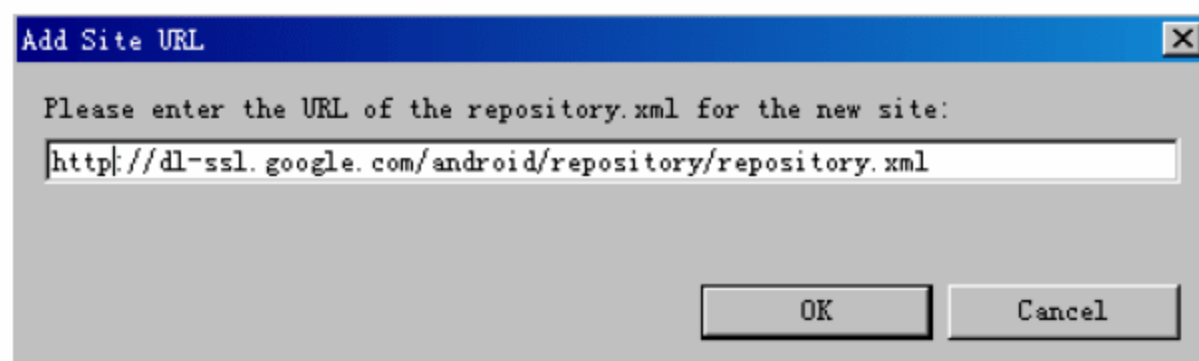 Add Site URL
Please enter the URL of the repository.xml for the new site:
http://dl-ssl.google.com/android/repository/repository.xml
OK Cancel